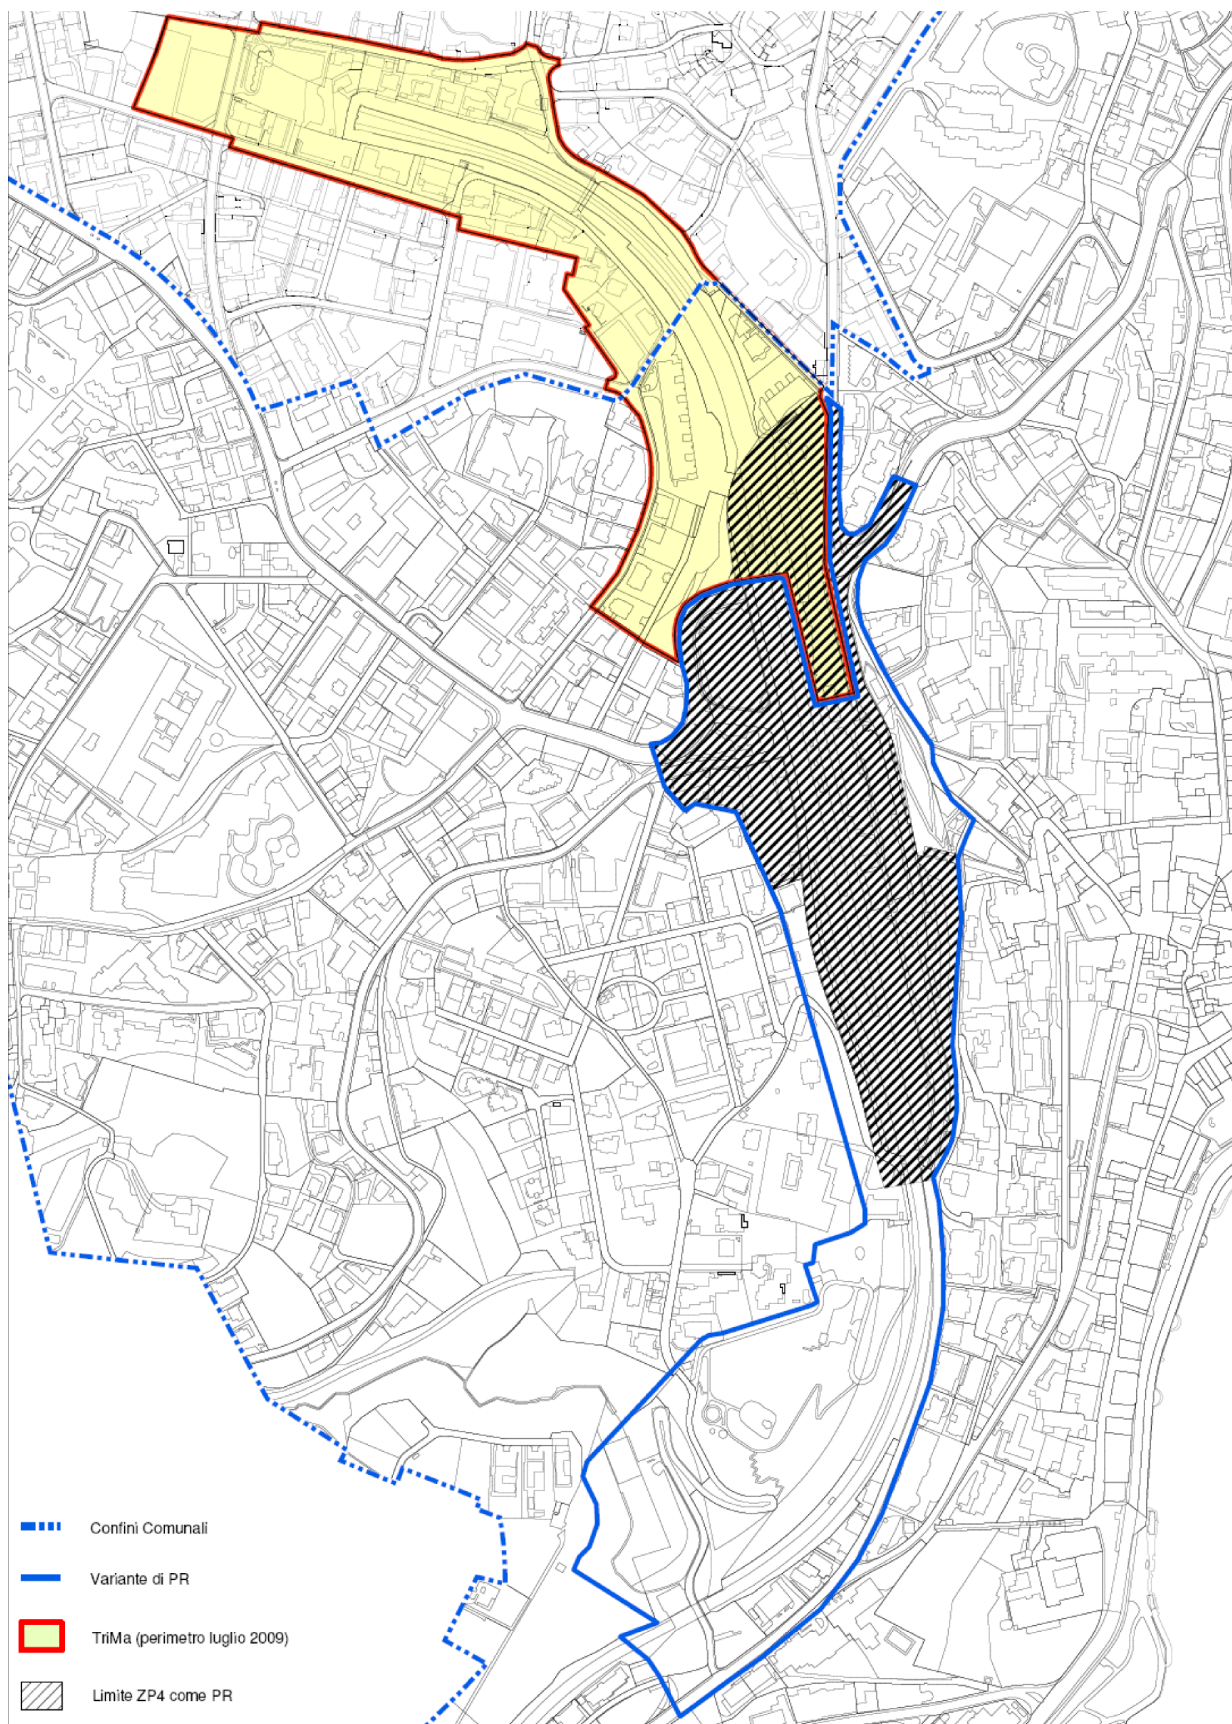 Confini Comunali
Variante di PR
TriMa (perimetro luglio 2009)
Limite ZP4 come PR